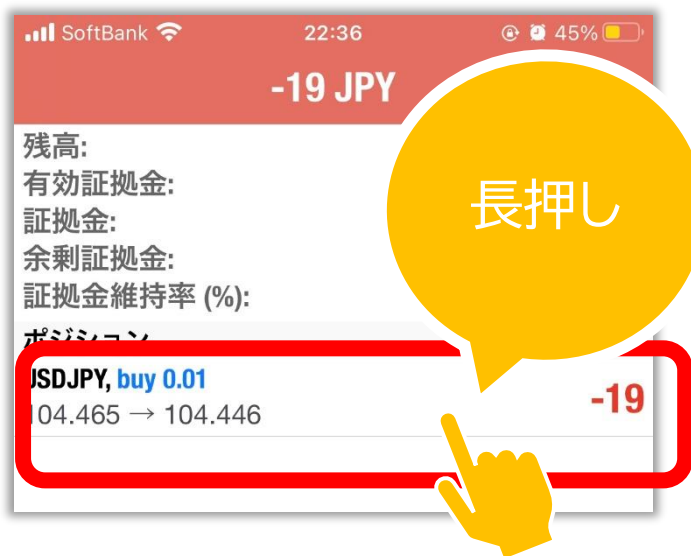 SoftBank 22:36 45%
-19 JPY
残高:
有効証拠金:
証拠金:
余剰証拠金:
証拠金維持率 (%):
長押し
ポジション
USDJPY, buy 0.01
104.465 → 104.446
-19